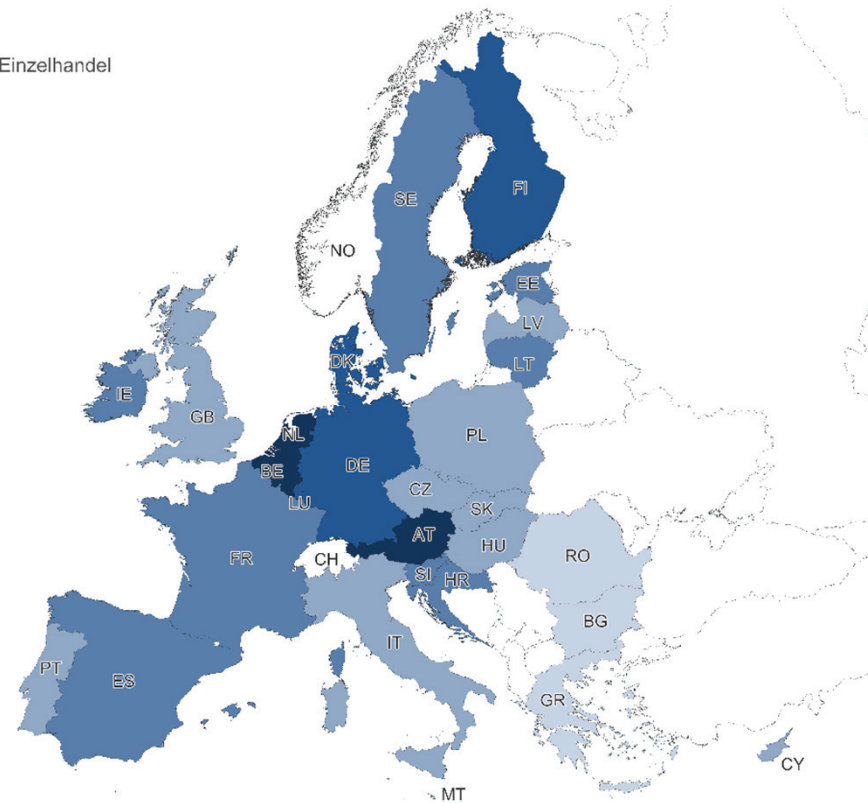 Einzelhandel
FI
SE
NO
EE
LV
DK
LT
IE
GB
NL
PL
BE
DE
CZ
LU
SK
AT
HU
FR
CH
RO
SI
HR
BG
IT
PT
ES
GR
CY
MT